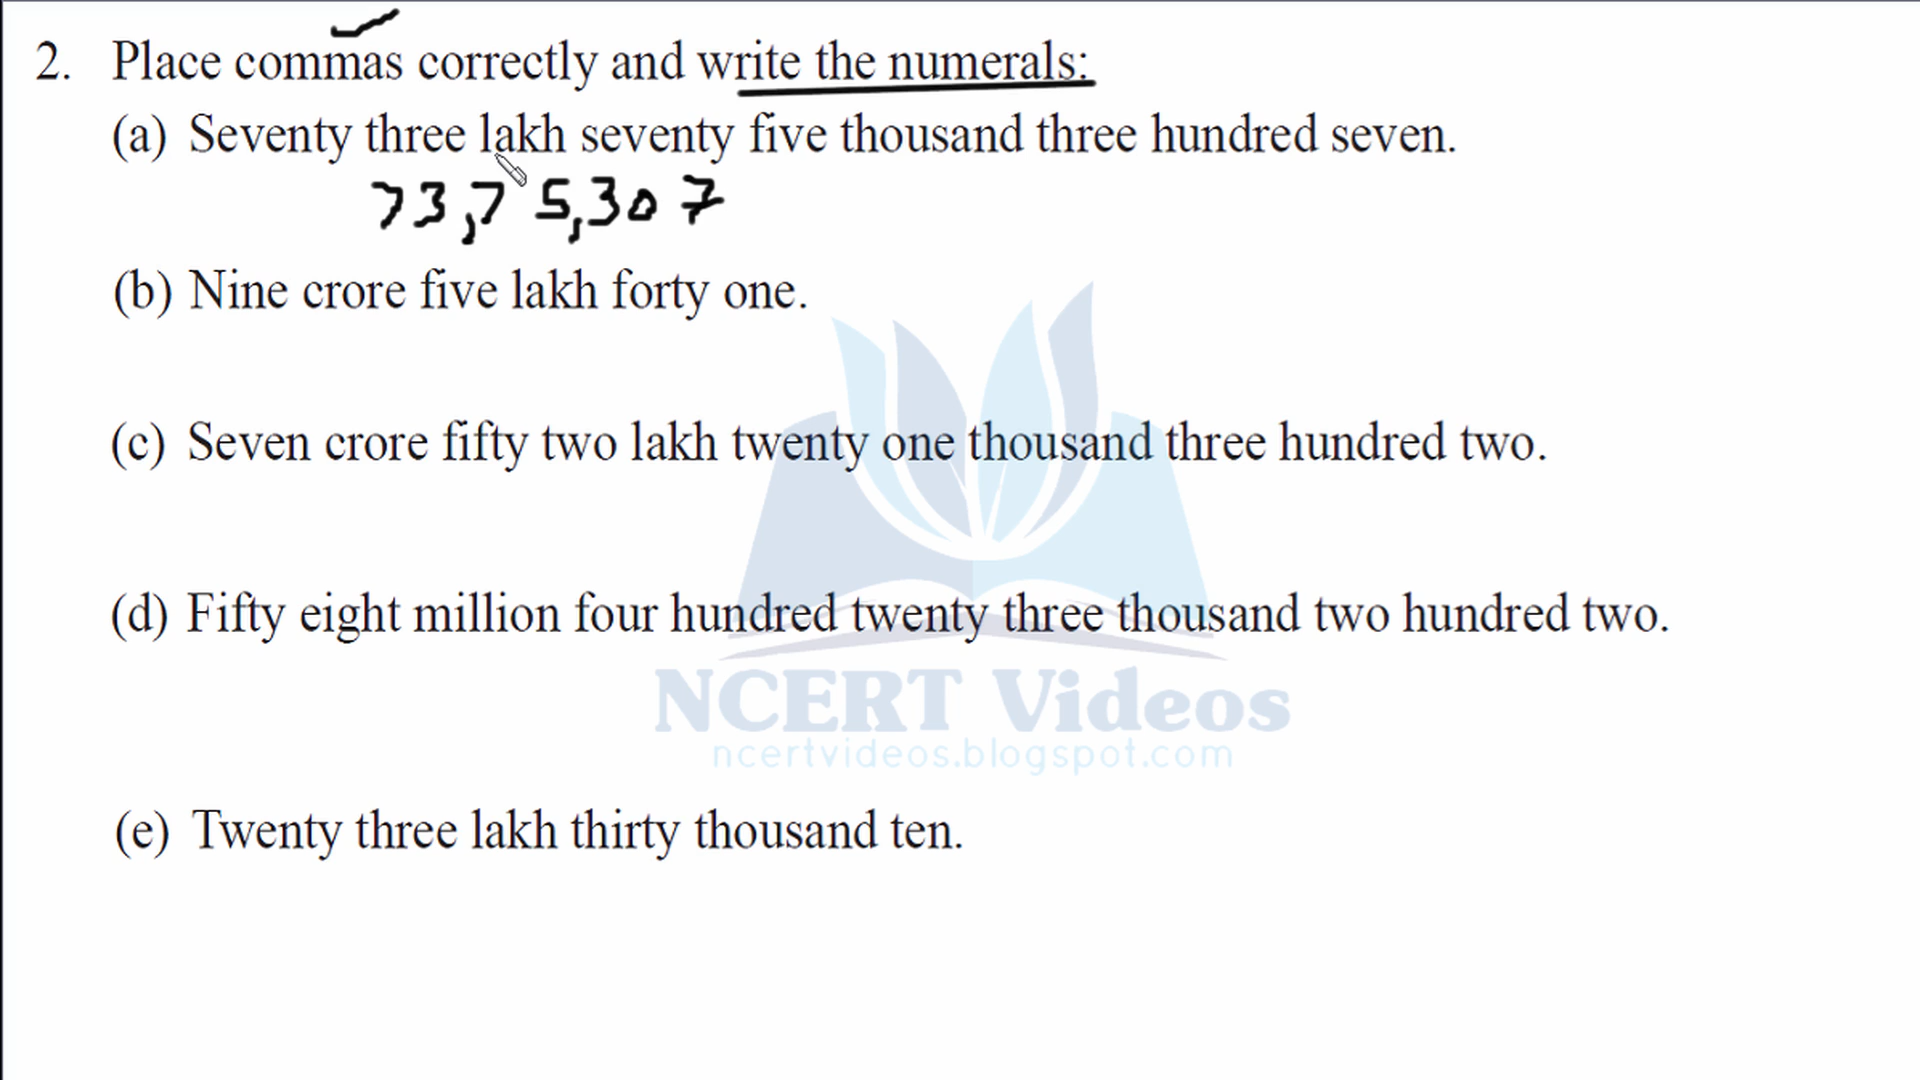 2. Place commas correctly and write the numerals:
(a) Seventy three lakh seventy five thousand three hundred seven.
73,75,307
(b) Nine crore five lakh forty one.
(c) Seven crore fifty two lakh twenty one thousand three hundred two.
(d) Fifty eight million four hundred twenty three thousand two hundred two.
NCERT Videos
ncertvideos.blogspot.com
(e) Twenty three lakh thirty thousand ten.